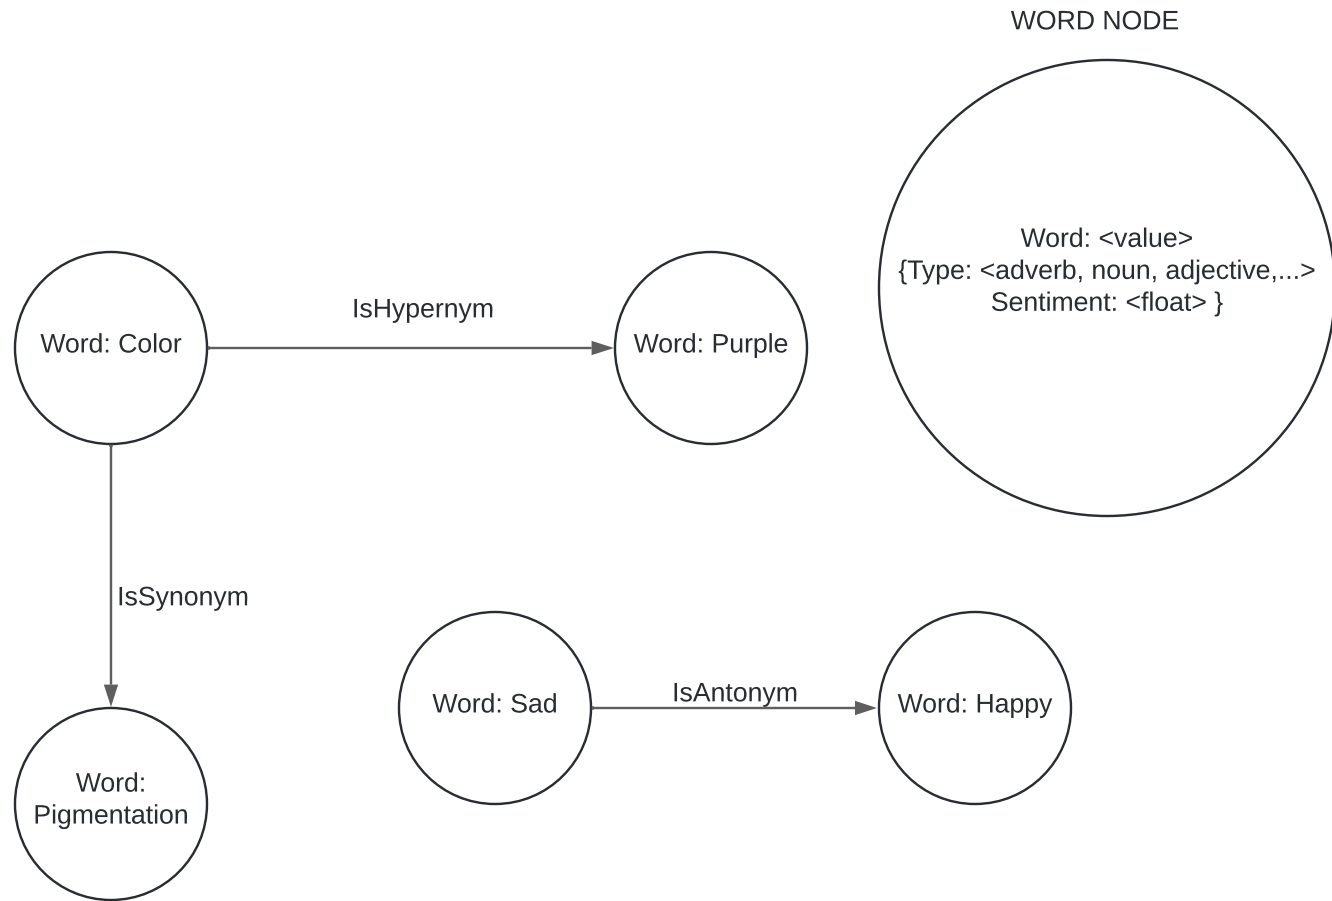 WORD NODE
Word: <value>
{Type: <adverb, noun, adjective,...>
Sentiment: <float> }
IsHypernym
Word: Color
Word: Purple
IsSynonym
IsAntonym
Word: Sad
Word: Happy
Word:
Pigmentation